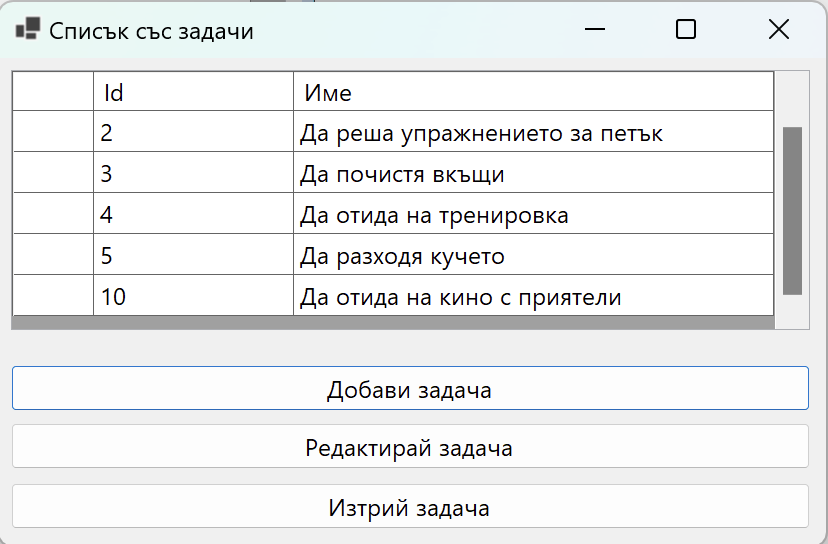 Списък със задачи
Id Име
2 Да реша упражнението за петък
3 Да почистя вкъщи
4 Да отида на тренировка
5 Да разходя кучето
10 Да отида на кино с приятели
Добави задача
Редактирай задача
Изтрий задача